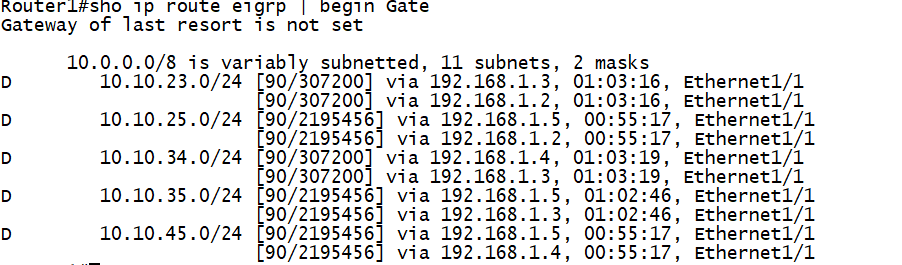 Router1#sho ip route eigrp | begin Gate
Gateway of last resort is not set
10.0.0.0/8 is variably subnetted, 11 subnets, 2 masks
D 10.10.23.0/24 [90/307200] via 192.168.1.3, 01:03:16, Ethernet1/1
[90/307200] via 192.168.1.2, 01:03:16, Ethernet1/1
D 10.10.25.0/24 [90/2195456] via 192.168.1.5, 00:55:17, Ethernet1/1
[90/2195456] via 192.168.1.2, 00:55:17, Ethernet1/1
D 10.10.34.0/24 [90/307200] via 192.168.1.4, 01:03:19, Ethernet1/1
[90/307200] via 192.168.1.3, 01:03:19, Ethernet1/1
D 10.10.35.0/24 [90/2195456] via 192.168.1.5, 01:02:46, Ethernet1/1
[90/2195456] via 192.168.1.3, 01:02:46, Ethernet1/1
D 10.10.45.0/24 [90/2195456] via 192.168.1.5, 00:55:17, Ethernet1/1
[90/2195456] via 192.168.1.4, 00:55:17, Ethernet1/1